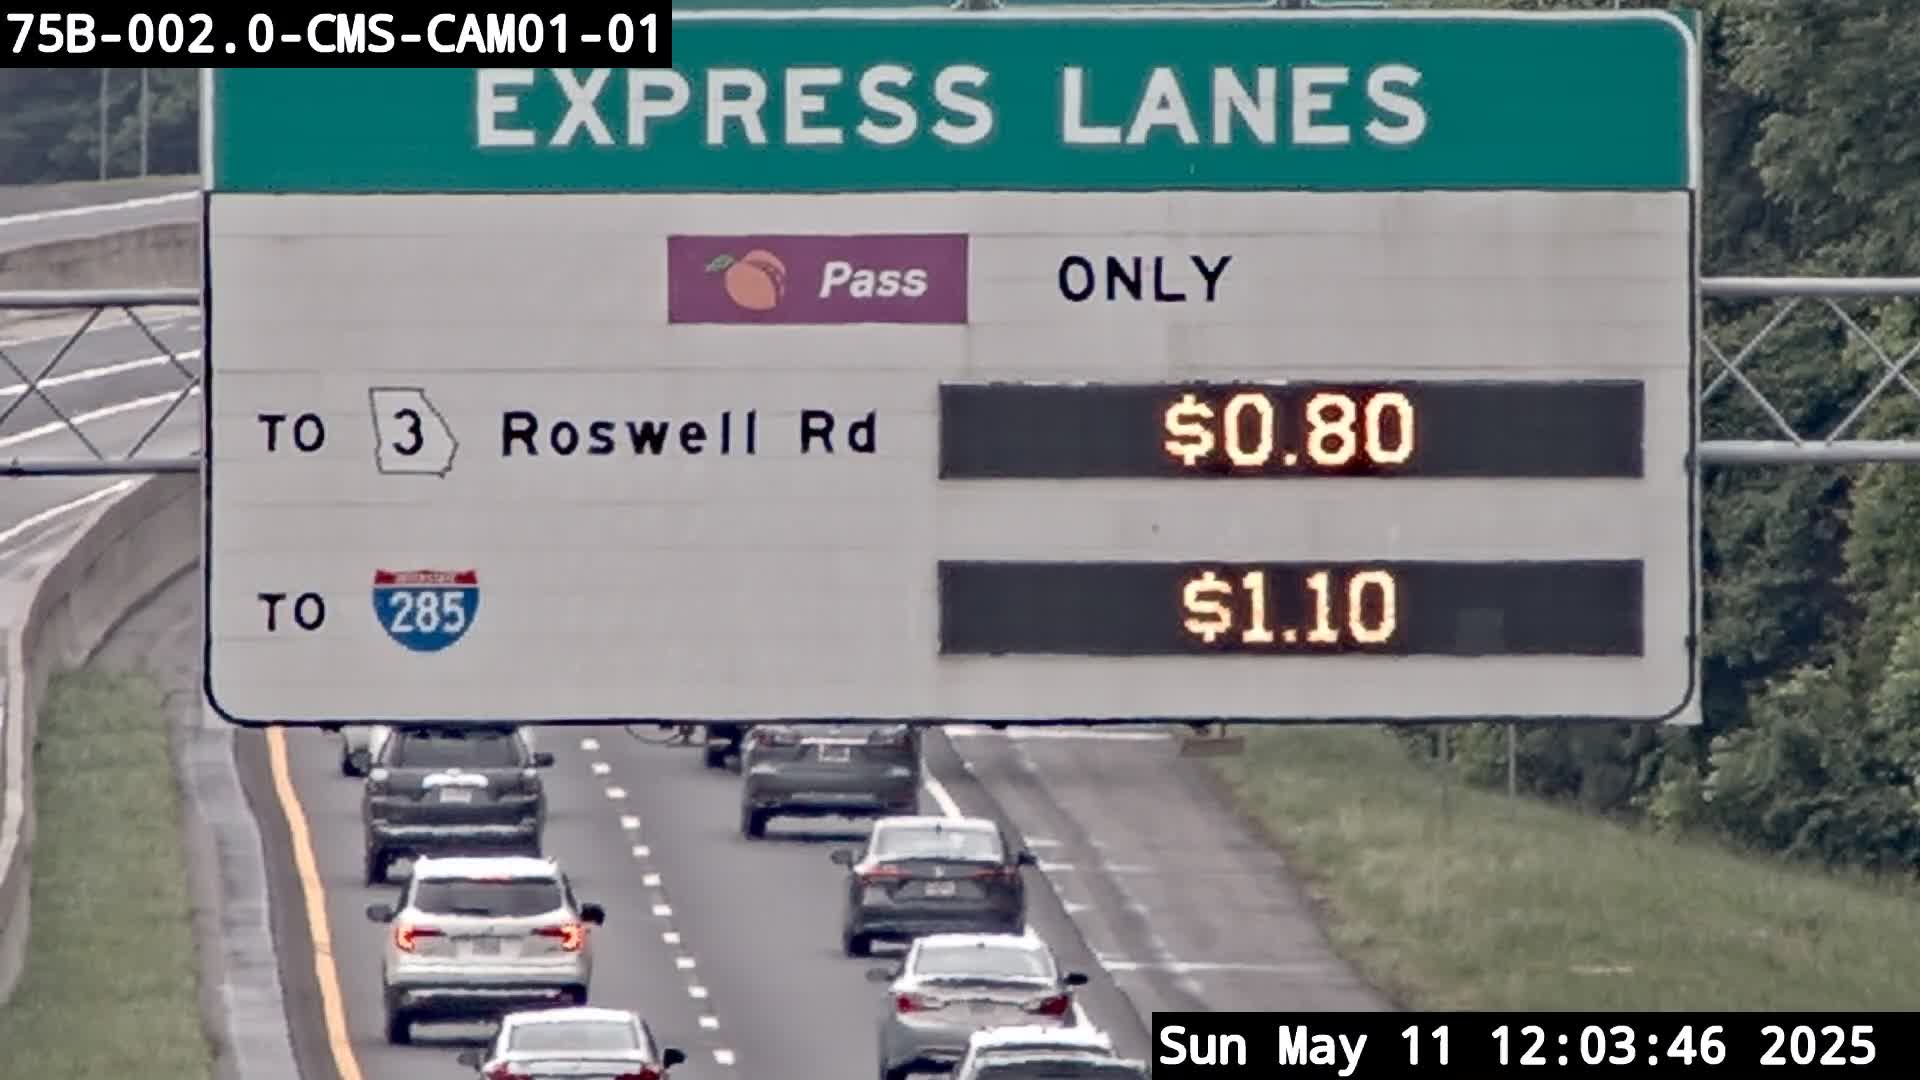 75B-002.0-CMS-CAM01-01
EXPRESS LANES
Pass ONLY
TO 3 Roswell Rd $0.80
TO 285 $1.10
Sun May 11 12:03:46 2025